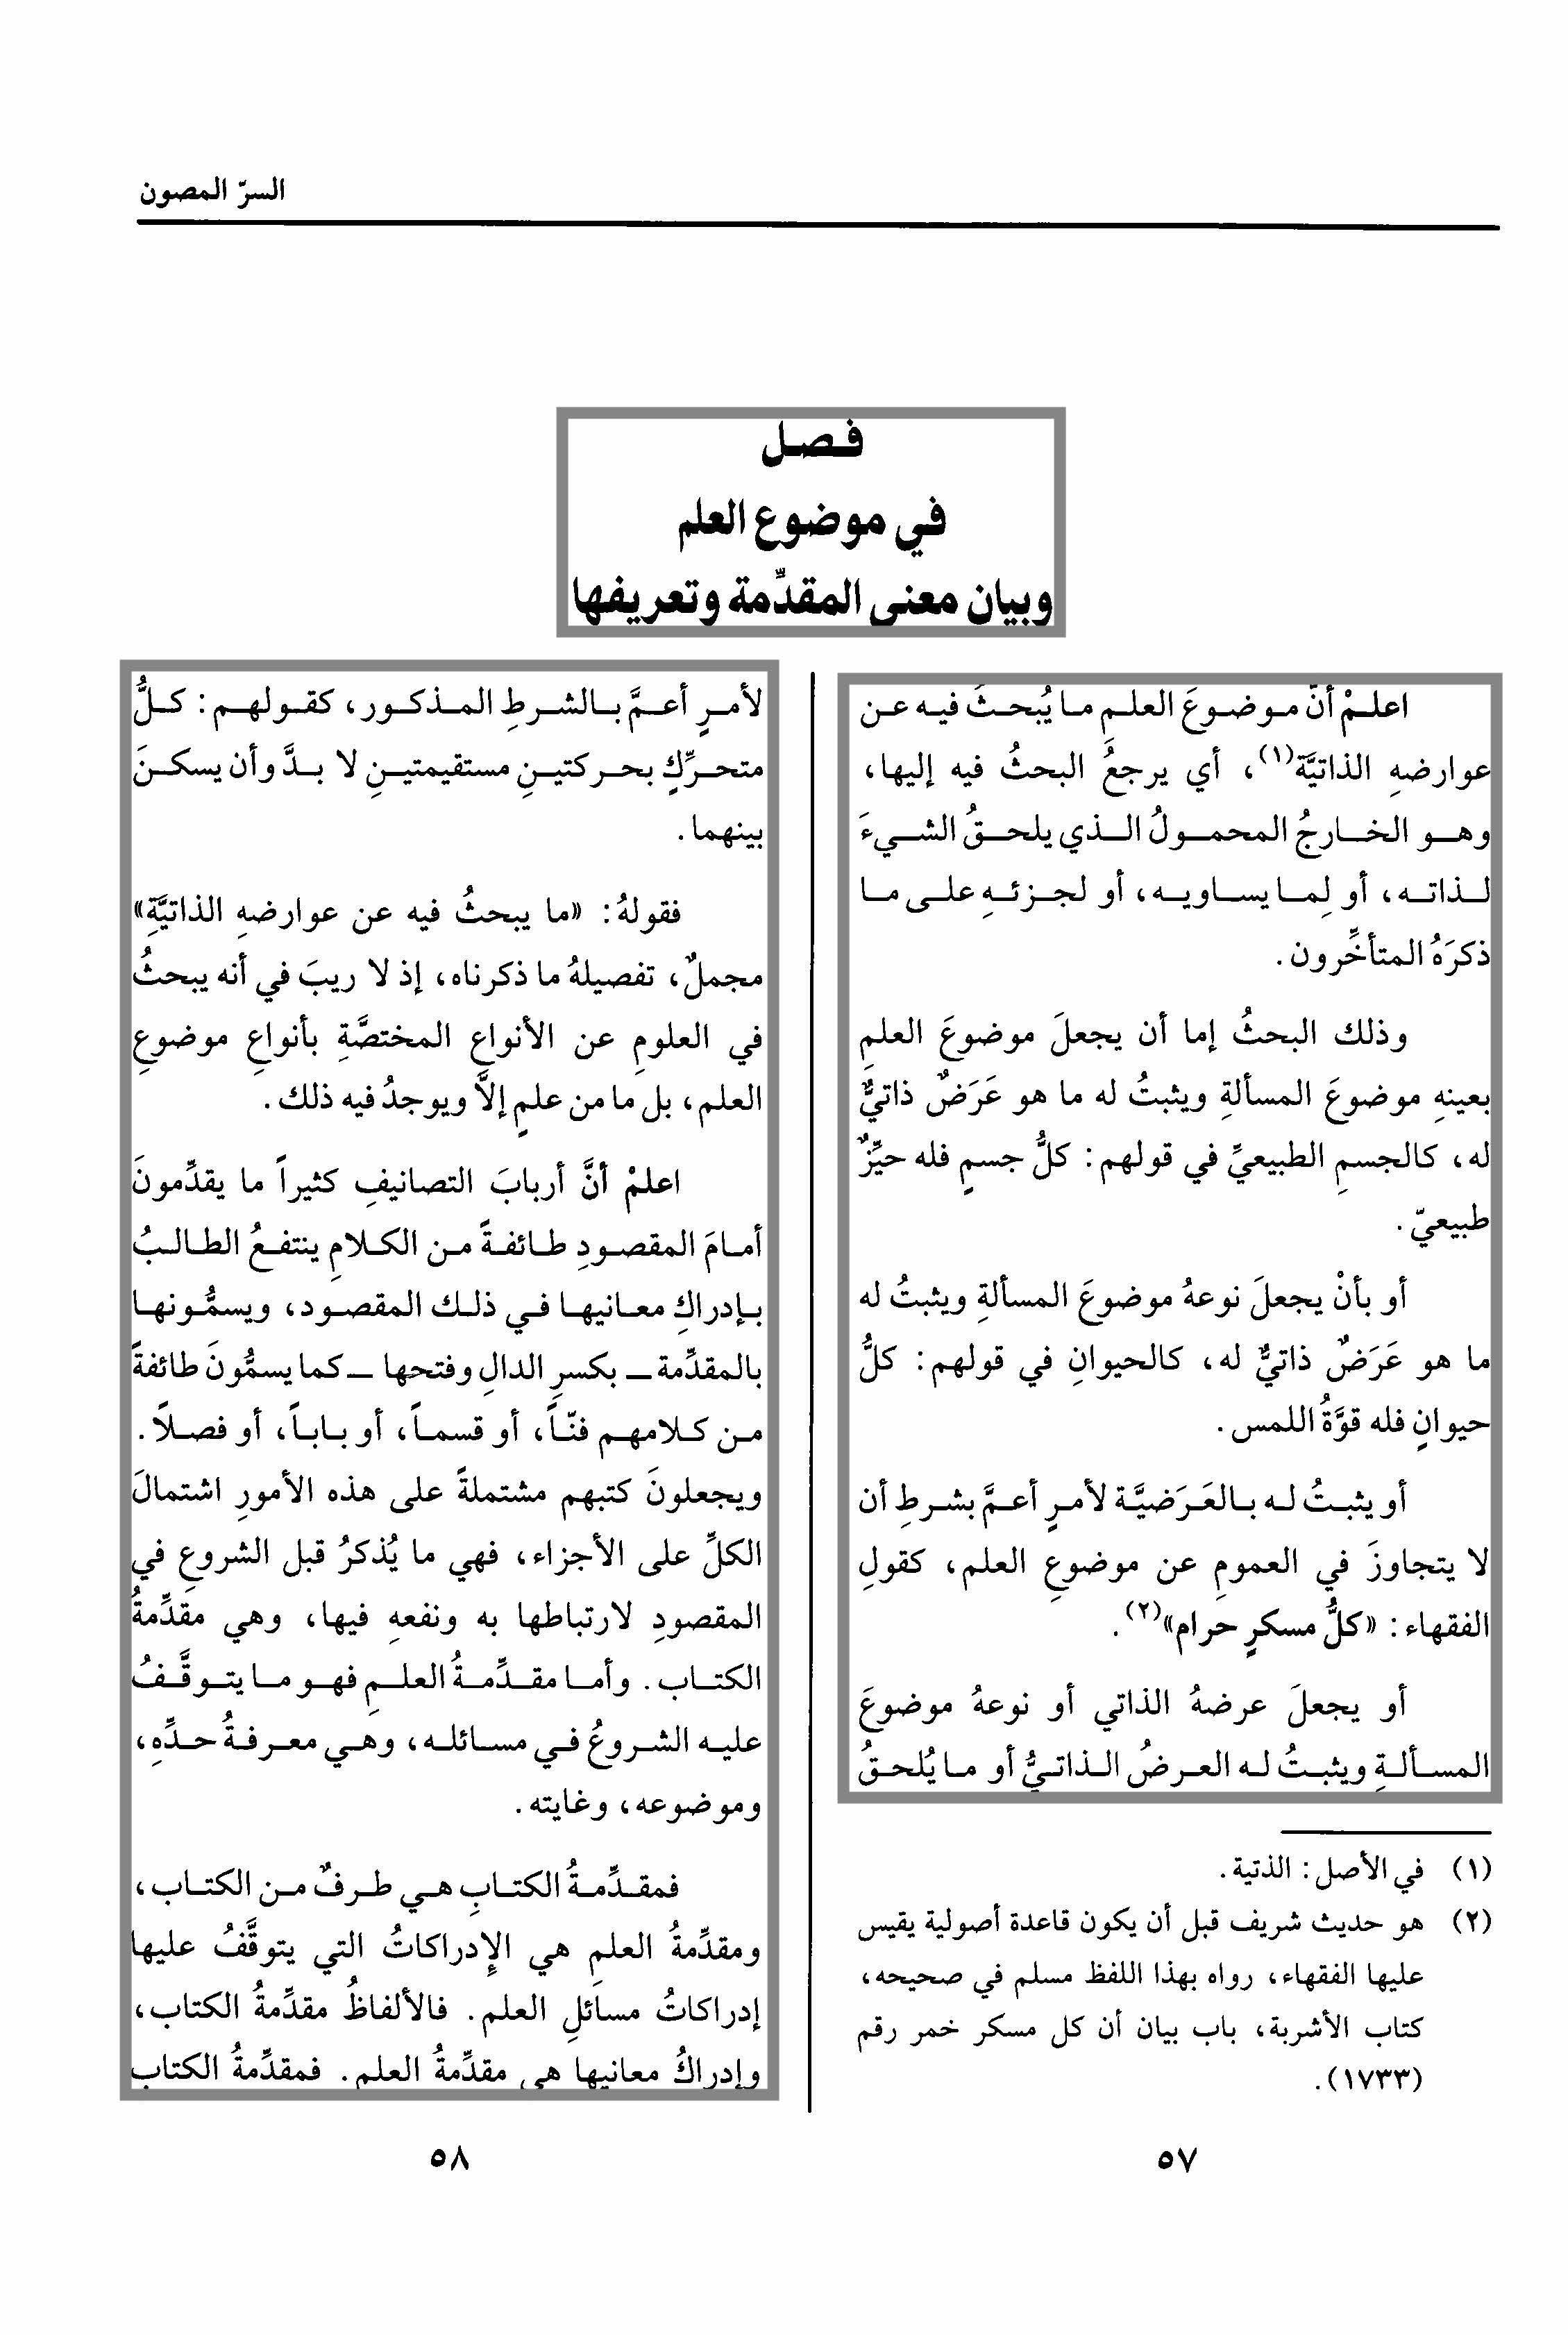 السرّ المصون
فـصـل
في موضوع العلم
وبيان معنى المقدِّمة وتعريفها
اعلمْ أنّ موضوعَ العلم ما يُبحثُ فيه عن
عوارضهِ الذاتيَّة(١)، أي يرجعُ البحثُ فيه إليها،
وهو الخارجُ المحمولُ الذي يلحقُ الشيءَ
لذاته، أو لِما يساويه، أو لجزئهِ على ما
ذكرَهُ المتأخِّرون.
وذلك البحثُ إما أن يجعلَ موضوعَ العلمِ
بعينهِ موضوعَ المسألةِ ويثبتُ له ما هو عَرَضٌ ذاتيٌّ
له، كالجسمِ الطبيعيِّ في قولهم: كلُّ جسمٍ فله حيِّزٌ
طبيعيّ.
أو بأنْ يجعلَ نوعهُ موضوعَ المسألةِ ويثبتُ له
ما هو عَرَضٌ ذاتيٌّ له، كالحيوانِ في قولهم: كلُّ
حيوانٍ فله قوَّةُ اللمس.
أو يثبتُ له بالعَرَضيَّة لأمرٍ أعمَّ بشرطِ أن
لا يتجاوزَ في العمومِ عن موضوعِ العلم، كقولِ
الفقهاء: «كلُّ مسكرٍ حرام»(٢).
أو يجعلَ عرضهُ الذاتي أو نوعهُ موضوعَ
المسألةِ ويثبتُ له العرضُ الذاتيُّ أو ما يُلحقُ
(١) في الأصل: الذتية.
(٢) هو حديث شريف قبل أن يكون قاعدة أصولية يقيس
عليها الفقهاء، رواه بهذا اللفظ مسلم في صحيحه،
كتاب الأشربة، باب بيان أن كل مسكر خمر رقم
(١٧٣٣).
٥٧
لأمرٍ أعمَّ بالشرطِ المذكور، كقولهم: كلُّ
متحرِّكٍ بحركتينِ مستقيمتينِ لا بدَّ وأن يسكنَ
بينهما.
فقولهُ: «ما يبحثُ فيه عن عوارضهِ الذاتيَّةِ»
مجملٌ، تفصيلهُ ما ذكرناه، إذ لا ريبَ في أنه يبحثُ
في العلومِ عن الأنواعِ المختصَّةِ بأنواعِ موضوعِ
العلم، بل ما من علمٍ إلاَّ ويوجدُ فيه ذلك.
اعلمْ أنَّ أربابَ التصانيفِ كثيراً ما يقدِّمونَ
أمامَ المقصودِ طائفةً من الكلامِ ينتفعُ الطالبُ
بإدراكِ معانيها في ذلك المقصود، ويسمُّونها
بالمقدِّمة ــ بكسرِ الدالِ وفتحها ــ كما يسمُّونَ طائفةً
من كلامهم فنّاً، أو قسماً، أو باباً، أو فصلاً.
ويجعلونَ كتبهم مشتملةً على هذه الأمورِ اشتمالَ
الكلِّ على الأجزاء، فهي ما يُذكرُ قبل الشروعِ في
المقصودِ لارتباطها به ونفعهِ فيها، وهي مقدِّمةُ
الكتاب. وأما مقدِّمةُ العلمِ فهو ما يتوقَّفُ
عليه الشروعُ في مسائله، وهي معرفةُ حدِّهِ،
وموضوعه، وغايته.
فمقدِّمةُ الكتابِ هي طرفٌ من الكتاب،
ومقدِّمةُ العلمِ هي الإدراكاتُ التي يتوقَّفُ عليها
إدراكاتُ مسائلِ العلم. فالألفاظُ مقدِّمةُ الكتاب،
وإدراكُ معانيها هي مقدِّمةُ العلم. فمقدِّمةُ الكتاب
٥٨